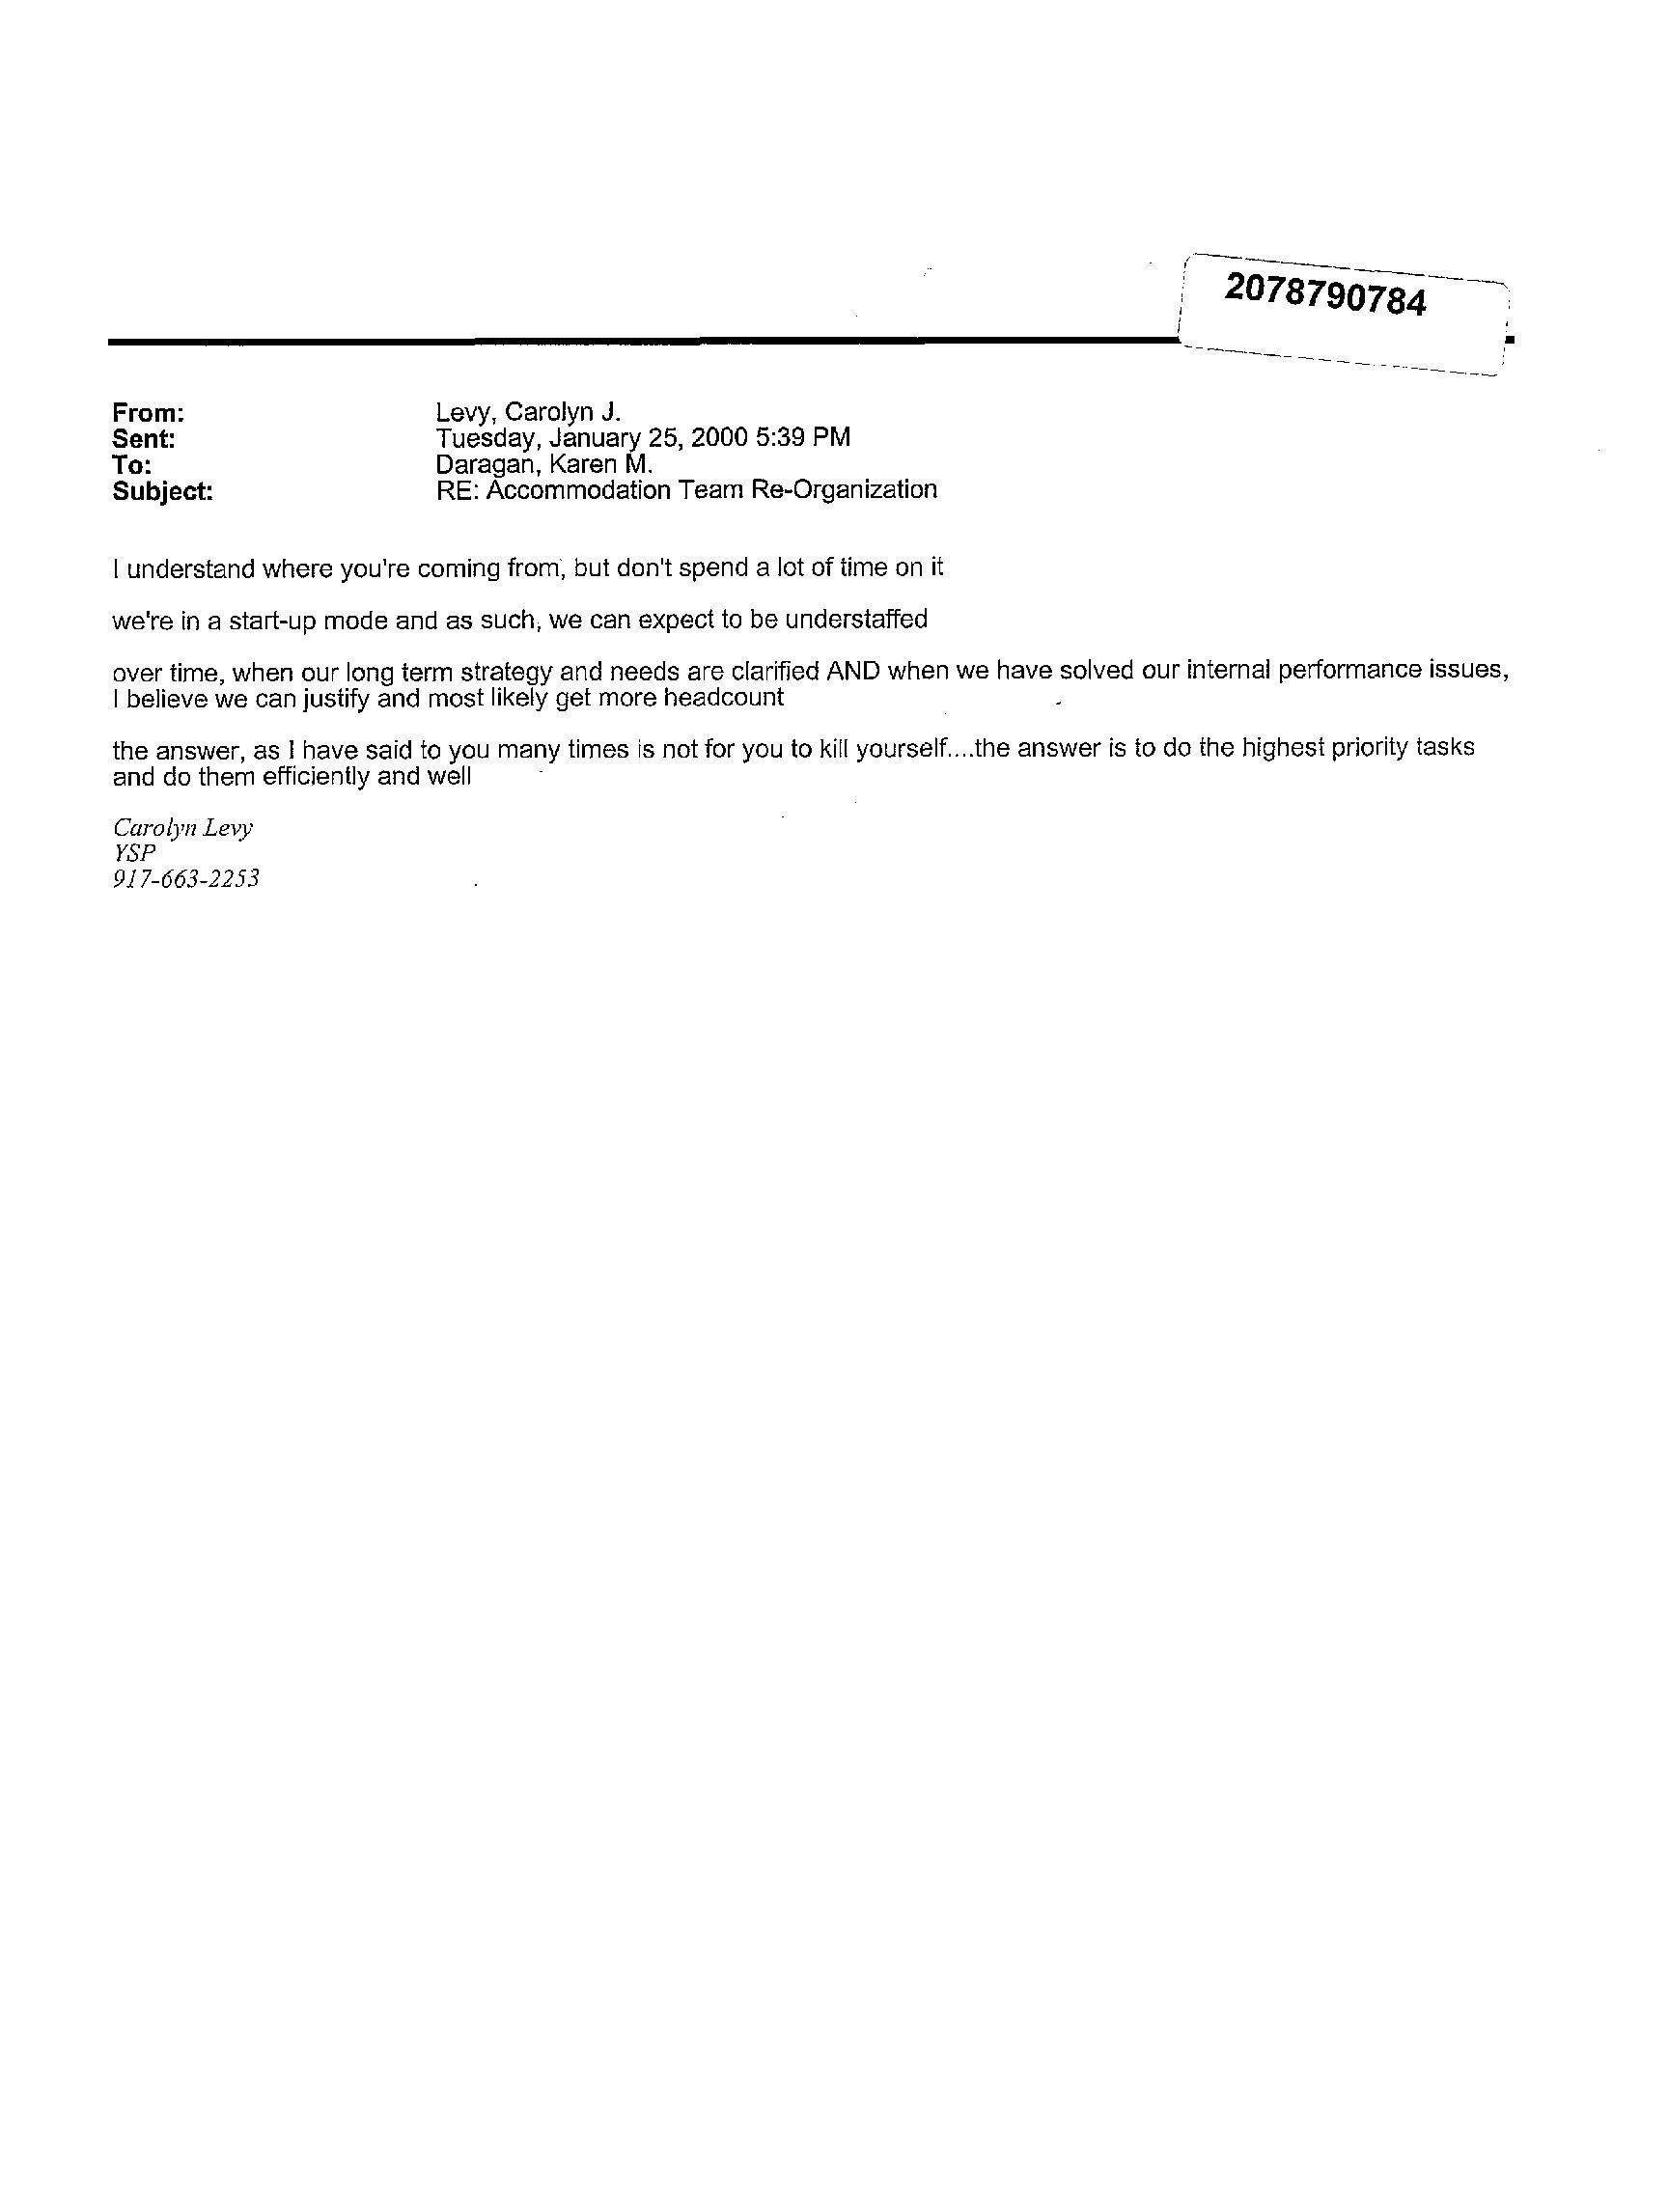 2078790784
From: Levy, Carolyn J.
Sent: Tuesday, January 25, 2000 5:39 PM
To: Daragan, Karen M.
Subject: RE: Accommodation Team Re-Organization
I understand where you're coming from, but don't spend a lot of time on it
we're in a start-up mode and as such, we can expect to be understaffed
over time, when our long term strategy and needs are clarified AND when we have solved our internal performance issues,
I believe we can justify and most likely get more headcount
the answer, as I have said to you many times is not for you to kill yourself....the answer is to do the highest priority tasks
and do them efficiently and well
Carolyn Levy
YSP
917-663-2253